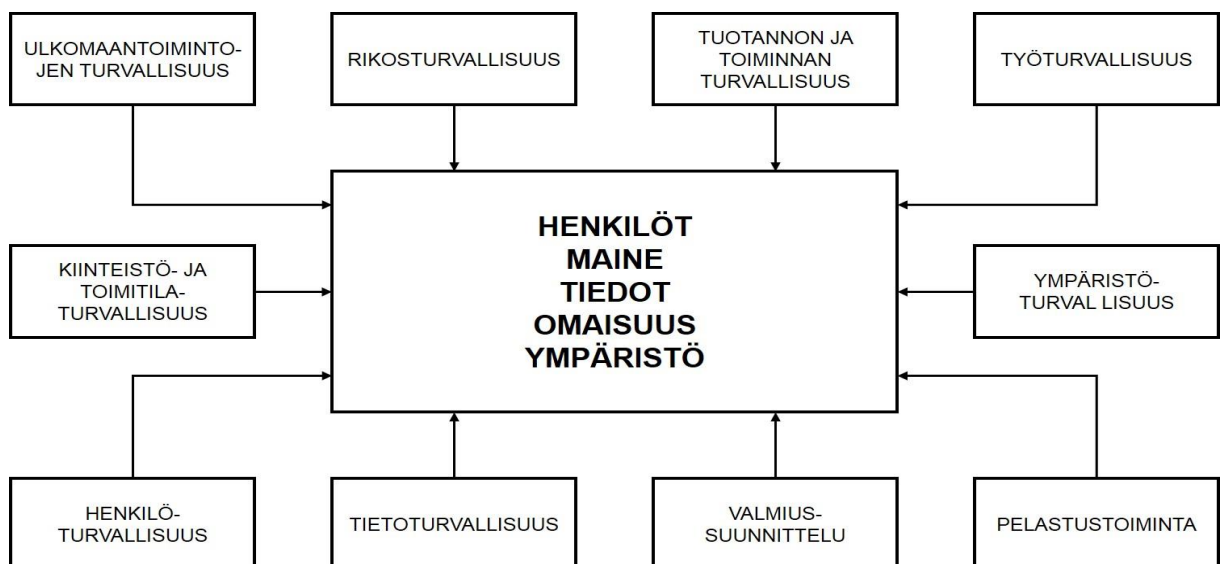 ULKOMAANTOIMINTO-
JEN TURVALLISUUS
RIKOSTURVALLISUUS
TUOTANNON JA
TOIMINNAN
TURVALLISUUS
TYÖTURVALLISUUS
HENKILÖT
MAINE
TIEDOT
OMAISUUS
YMPÄRISTÖ
KIINTEISTÖ- JA
TOIMITILA-
TURVALLISUUS
YMPÄRISTÖ-
TURVAL LISUUS
HENKILÖ-
TURVALLISUUS
TIETOTURVALLISUUS
VALMIUS-
SUUNNITTELU
PELASTUSTOIMINTA